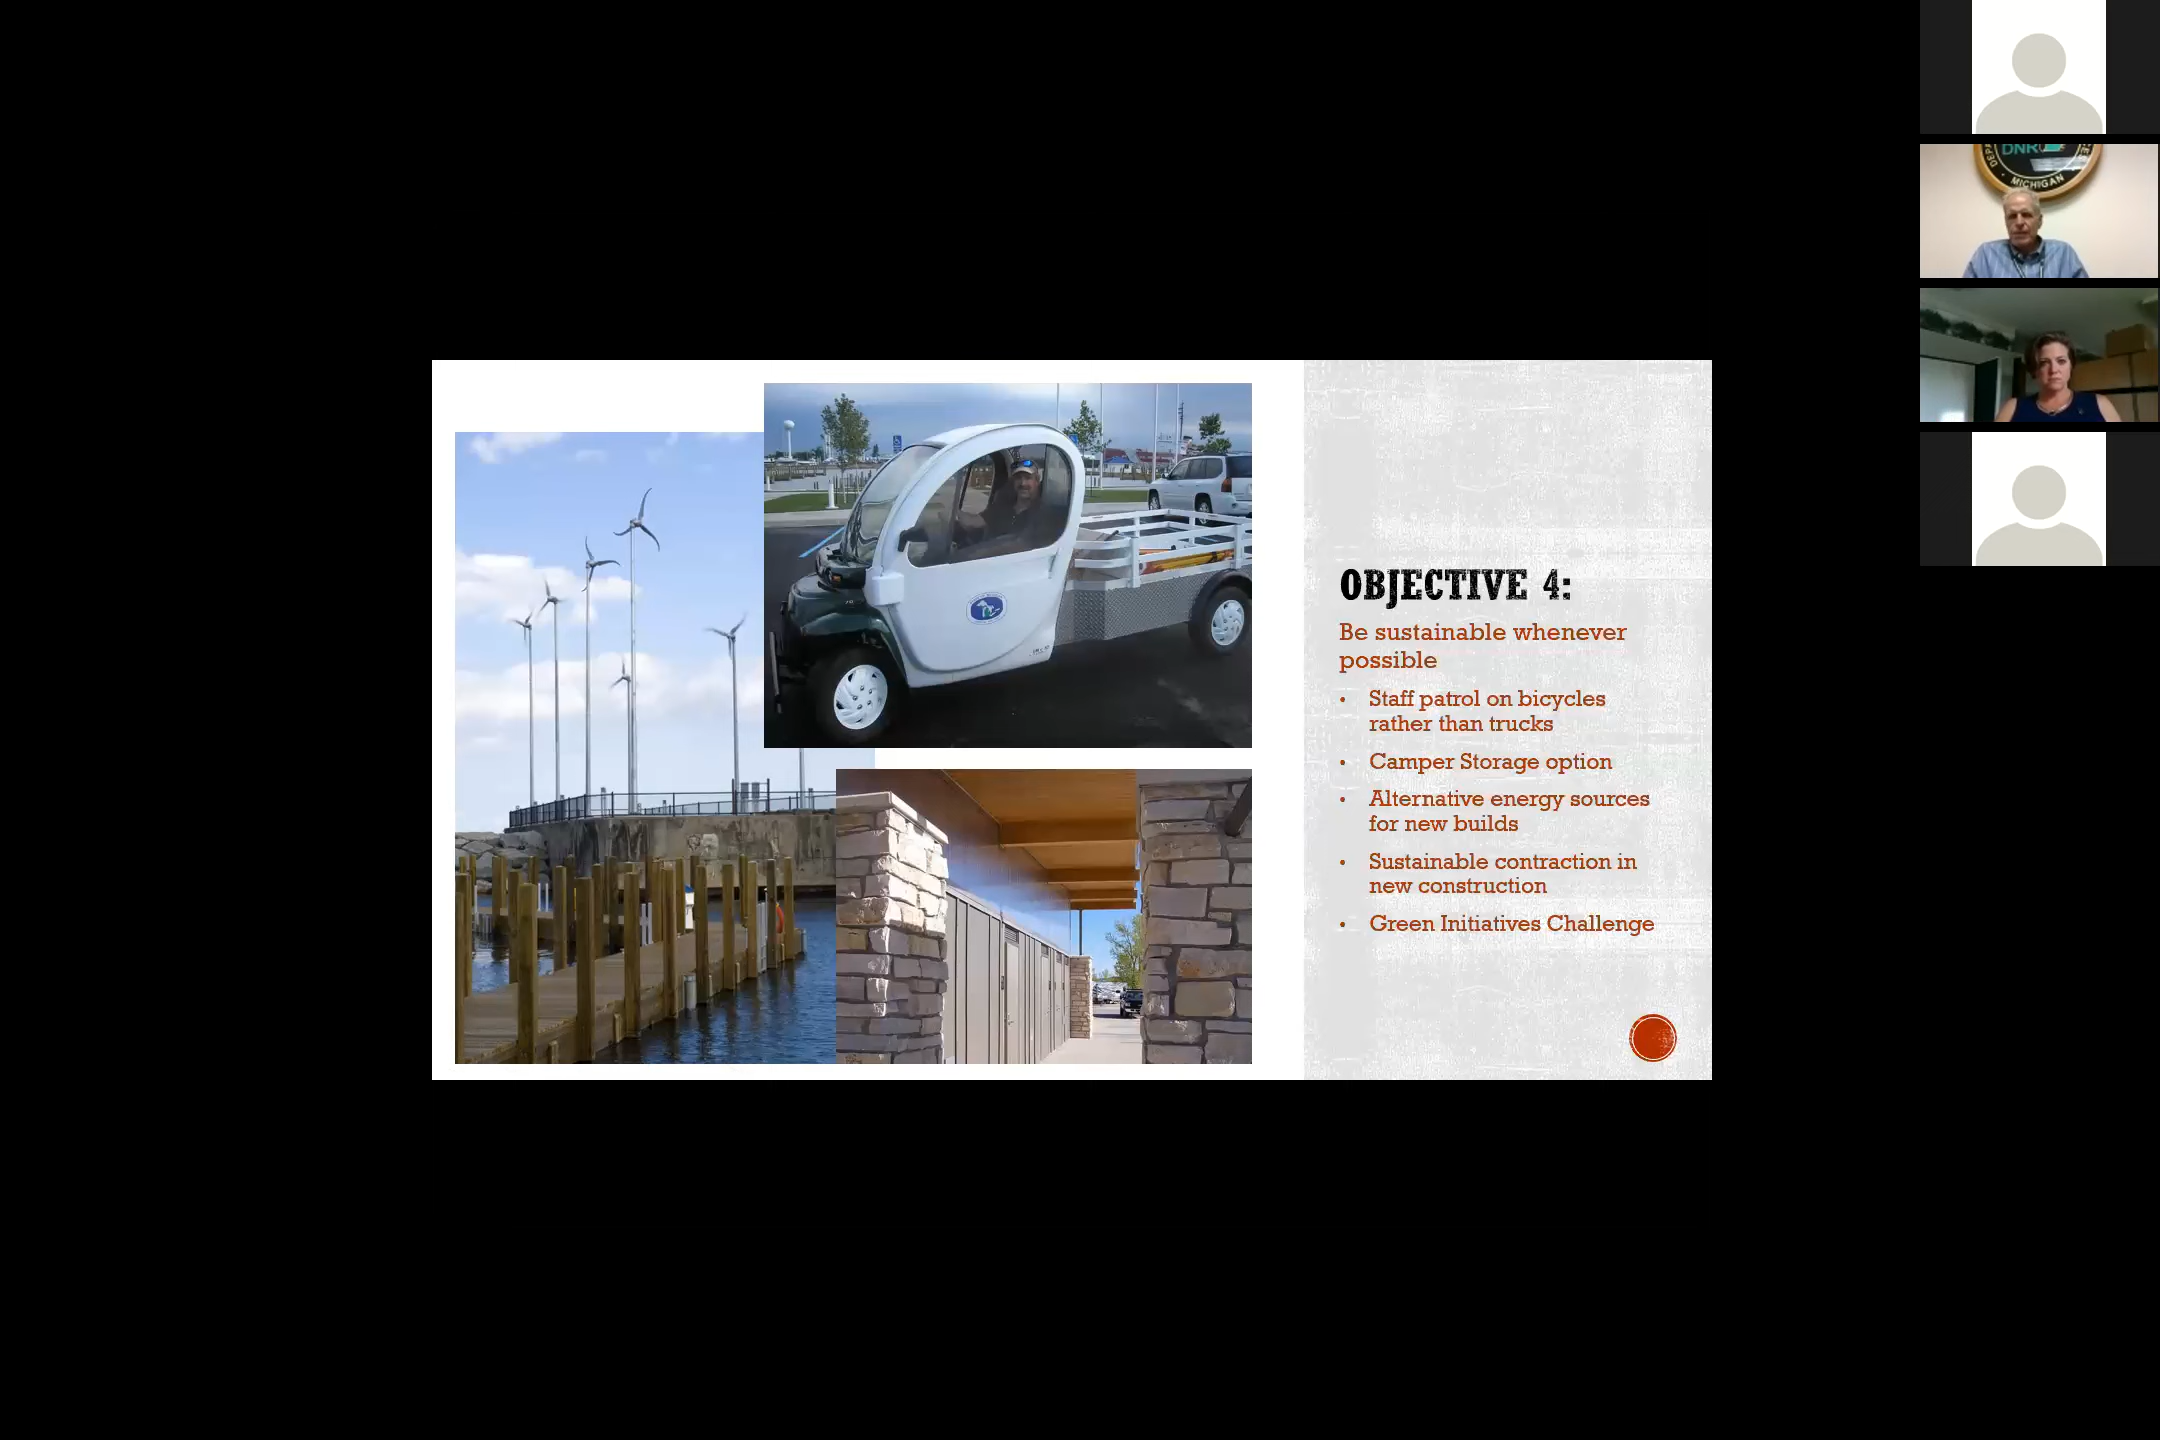 DNR
MICHIGAN
OBJECTIVE 4:
Be sustainable whenever
possible
• Staff patrol on bicycles
rather than trucks
• Camper Storage option
• Alternative energy sources
for new builds
• Sustainable contraction in
new construction
• Green Initiatives Challenge